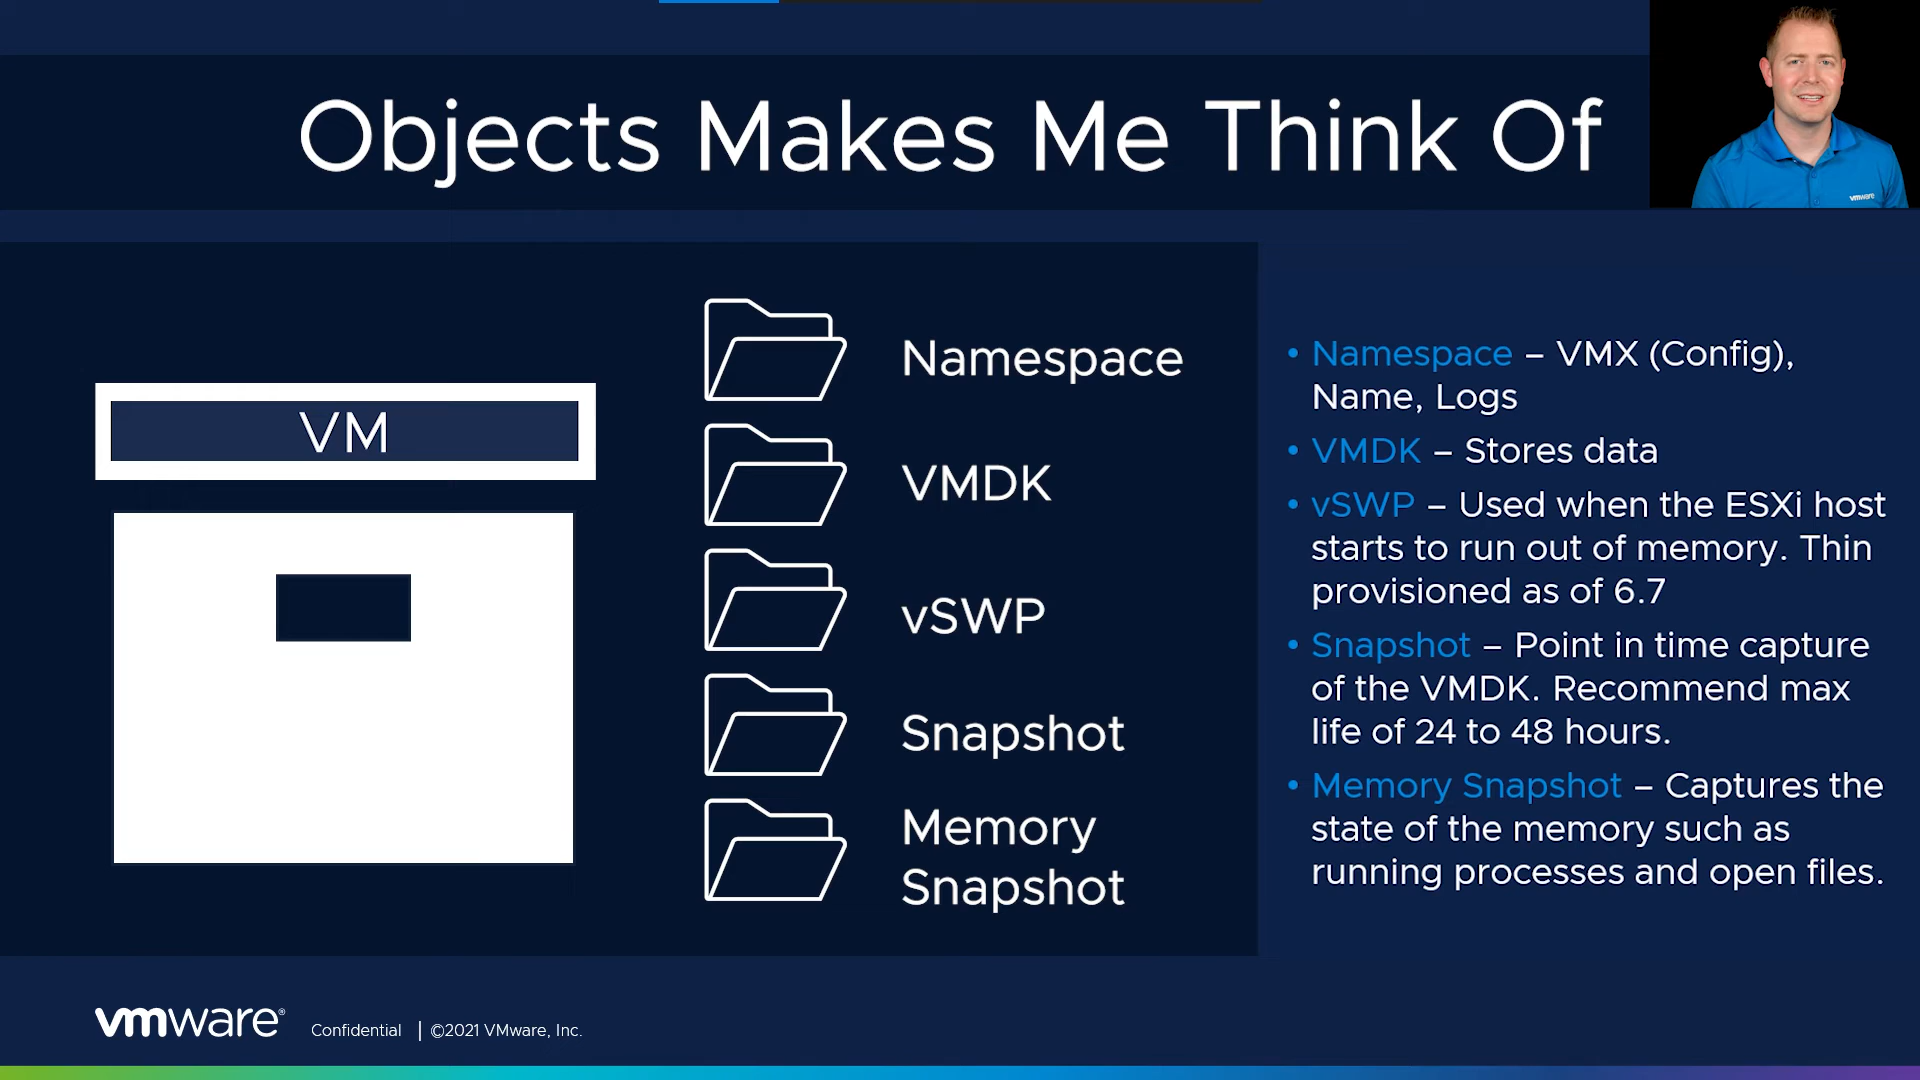 Objects Makes Me Think Of
vmware
VM
Namespace
VMDK
vSWP
Snapshot
Memory
Snapshot
• Namespace – VMX (Config),
Name, Logs
• VMDK – Stores data
• vSWP – Used when the ESXi host
starts to run out of memory. Thin
provisioned as of 6.7
• Snapshot – Point in time capture
of the VMDK. Recommend max
life of 24 to 48 hours.
• Memory Snapshot – Captures the
state of the memory such as
running processes and open files.
vmware® Confidential | ©2021 VMware, Inc.